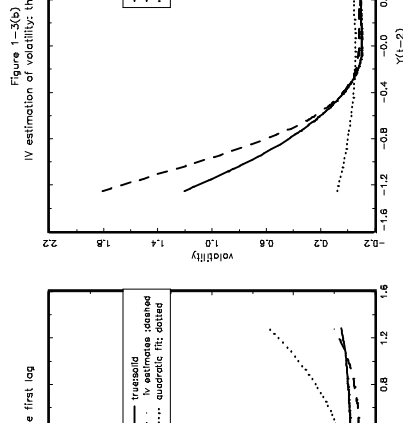 Figure 1-3(b)
IV estimation of volatility: th
2.2
1.8
1.4
1.0
0.6
0.2
-0.2
volatility
-1.6
-1.2
-0.8
-0.4
-0.0
0.
Y(t-2)
e first lag
true:solid
iv estimates :dashed
quadratic fit: dotted
0.8
1.2
1.6